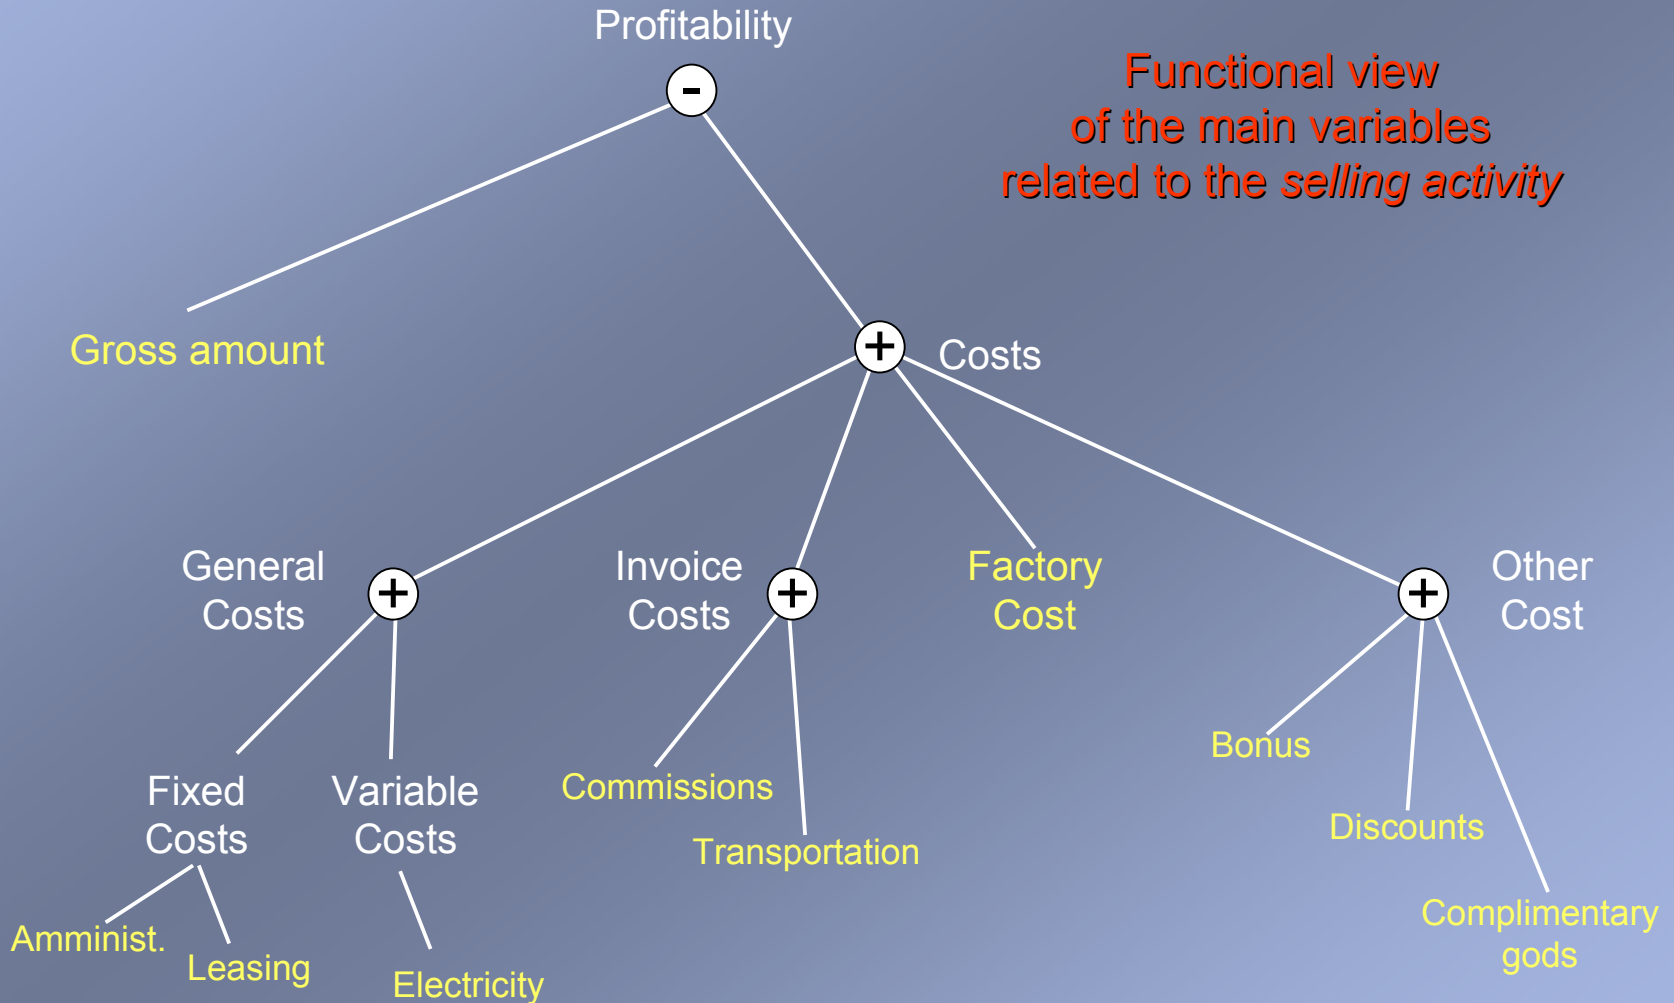 Profitability
-
Functional view
of the main variables
related to the selling activity
Gross amount
+
Costs
General
Costs
+
Invoice
Costs
+
Factory
Cost
+
Other
Cost
Bonus
Fixed
Costs
Variable
Costs
Commissions
Transportation
Discounts
Amminist.
Leasing
Electricity
Complimentary
gods